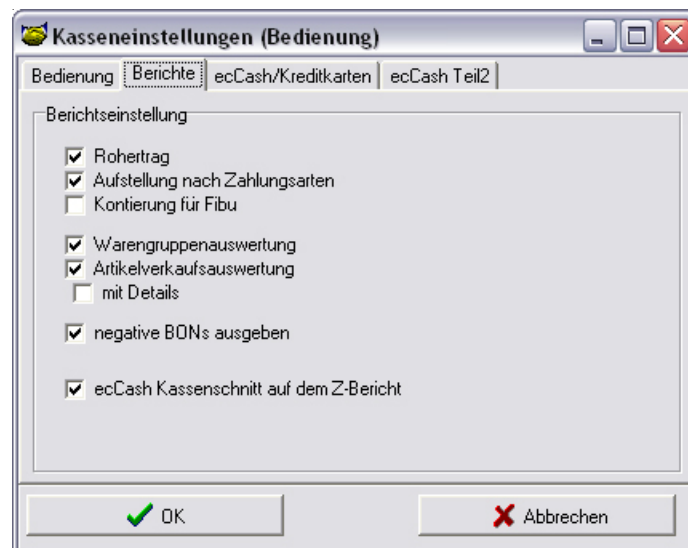 Kasseneinstellungen (Bedienung)
Bedienung Berichte ecCash/Kreditkarten ecCash Teil2
Berichtseinstellung
Rohertrag
Aufstellung nach Zahlungsarten
Kontierung für Fibu
Warengruppenauswertung
Artikelverkaufsauswertung
mit Details
negative BONs ausgeben
ecCash Kassenschnitt auf dem Z-Bericht
OK Abbrechen